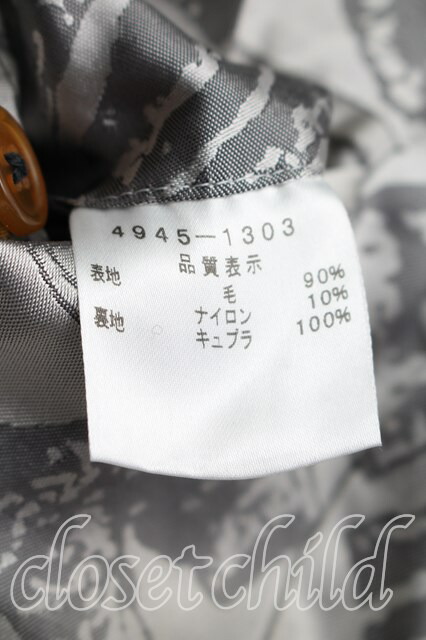 4945-1303
品質表示
表地 毛 90%
ナイロン 10%
裏地 キュプラ 100%
closet child